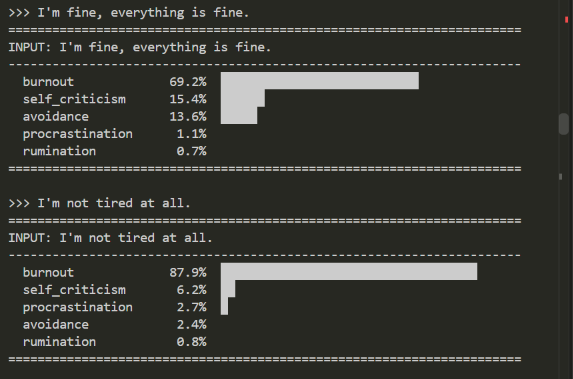 >>> I'm fine, everything is fine.
======================================================================
INPUT: I'm fine, everything is fine.
----------------------------------------------------------------------
burnout 69.2%
self_criticism 15.4%
avoidance 13.6%
procrastination 1.1%
rumination 0.7%
======================================================================
>>> I'm not tired at all.
======================================================================
INPUT: I'm not tired at all.
----------------------------------------------------------------------
burnout 87.9%
self_criticism 6.2%
procrastination 2.7%
avoidance 2.4%
rumination 0.8%
======================================================================